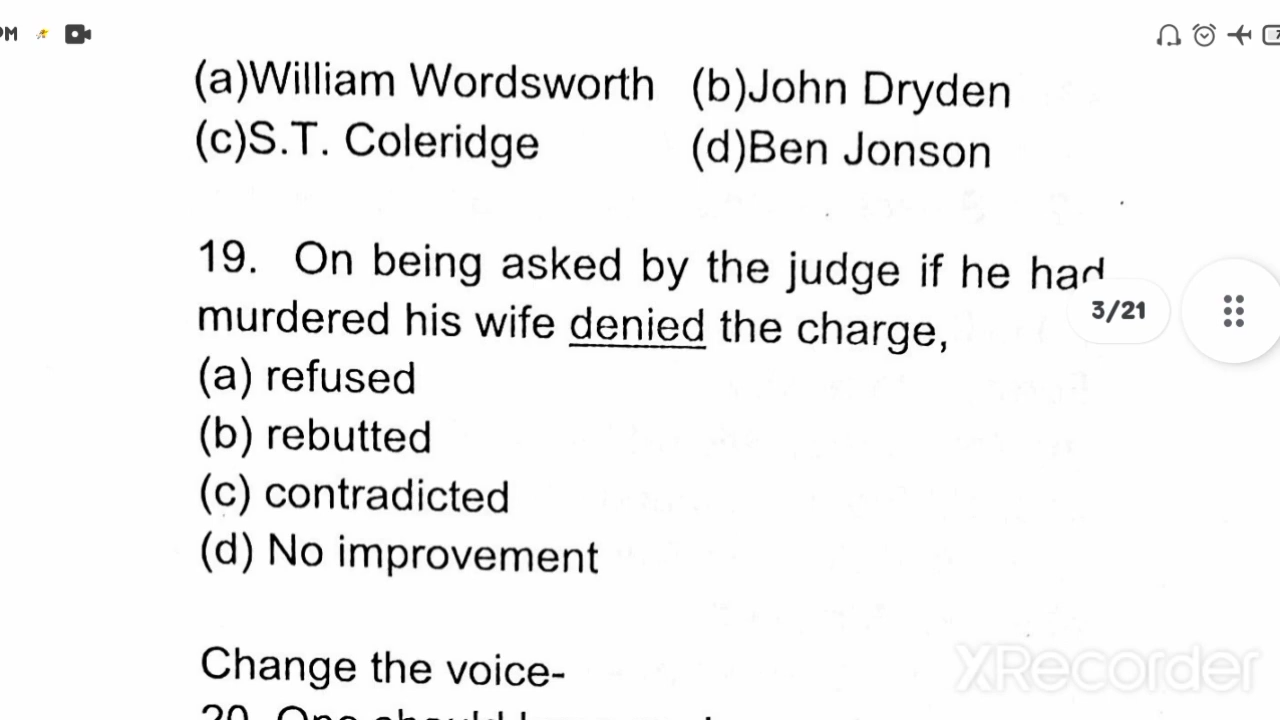 (a)William Wordsworth (b)John Dryden
(c)S.T. Coleridge (d)Ben Jonson
19. On being asked by the judge if he had
murdered his wife denied the charge,
3/21
(a) refused
(b) rebutted
(c) contradicted
(d) No improvement
Change the voice-
XRecorder